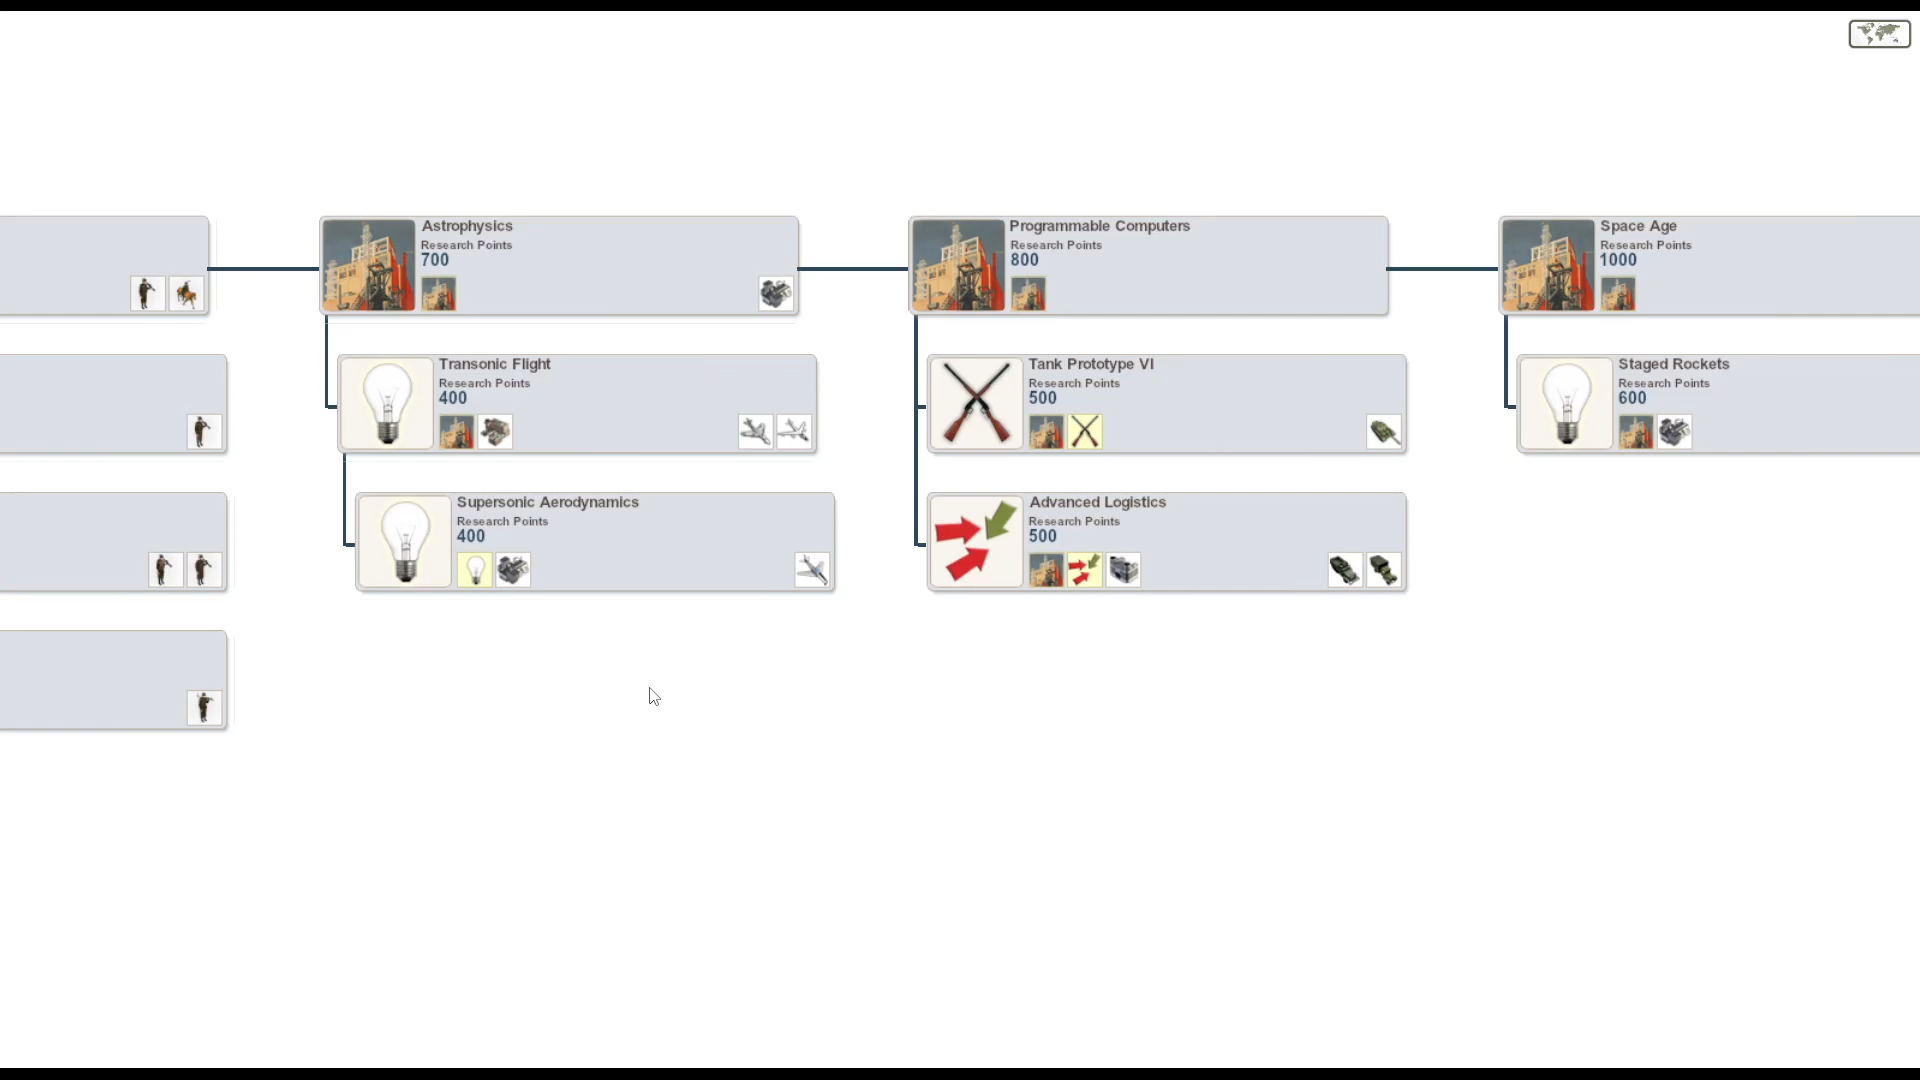 Astrophysics
Research Points
700
Programmable Computers
Research Points
800
Space Age
Research Points
1000
Transonic Flight
Research Points
400
Tank Prototype VI
Research Points
500
Staged Rockets
Research Points
600
Supersonic Aerodynamics
Research Points
400
Advanced Logistics
Research Points
500